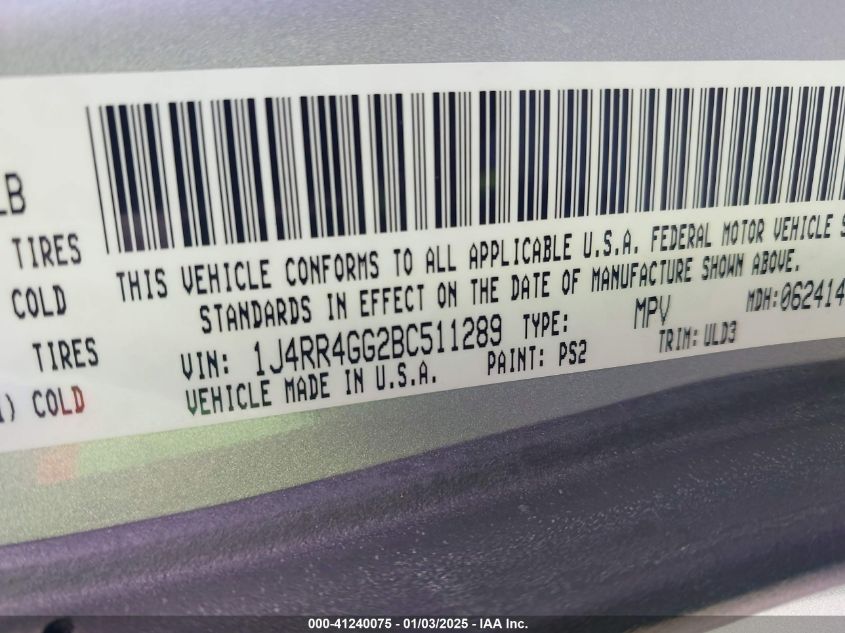 LB
TIRES
COLD
TIRES
) COLD
THIS VEHICLE CONFORMS TO ALL APPLICABLE U.S.A. FEDERAL MOTOR VEHICLE S
STANDARDS IN EFFECT ON THE DATE OF MANUFACTURE SHOWN ABOVE.
VIN: 1J4RR4GG2BC511289 TYPE: MPV MDH:062414
VEHICLE MADE IN U.S.A. PAINT: PS2 TRIM: ULD3
000-41240075 - 01/03/2025 - IAA Inc.